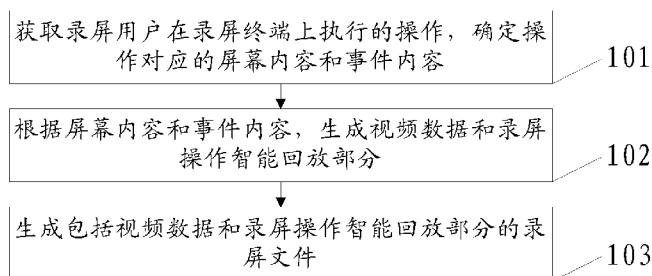 获取录屏用户在录屏终端上执行的操作，确定操
作对应的屏幕内容和事件内容
101
根据屏幕内容和事件内容，生成视频数据和录屏
操作智能回放部分
102
生成包括视频数据和录屏操作智能回放部分的录
屏文件
103